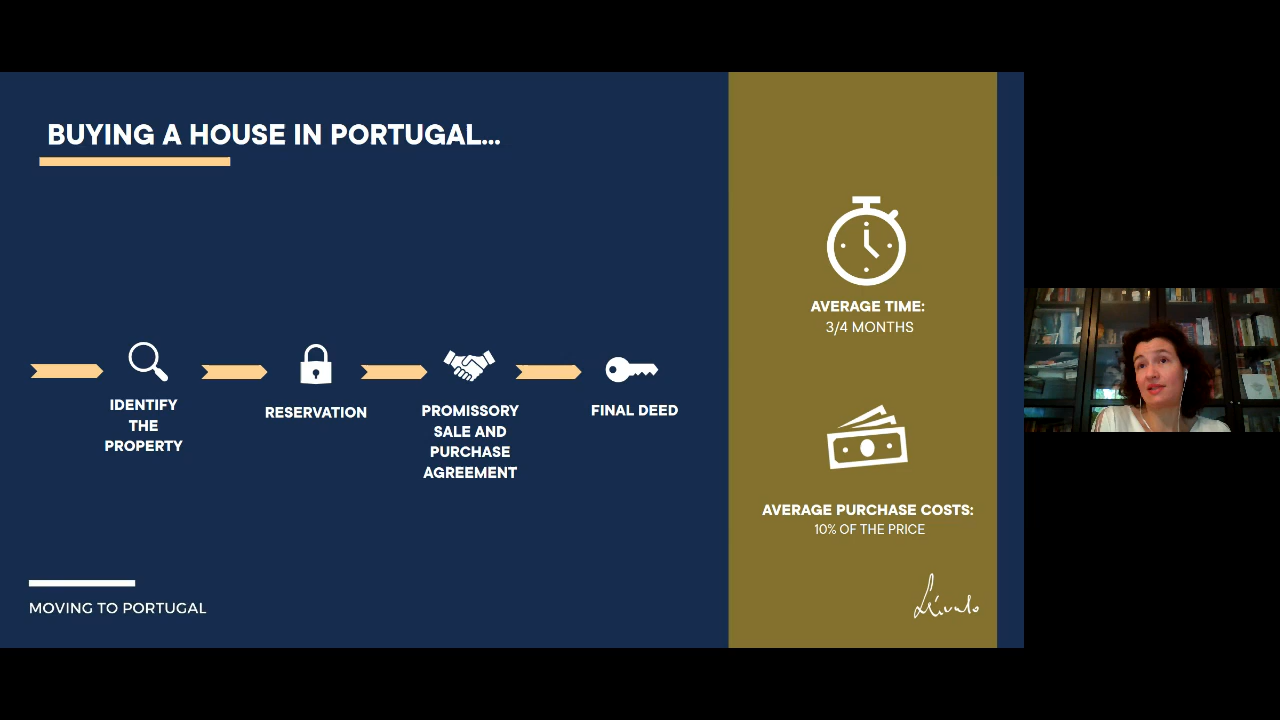 BUYING A HOUSE IN PORTUGAL...
IDENTIFY
THE
PROPERTY
RESERVATION
PROMISSORY
SALE AND
PURCHASE
AGREEMENT
FINAL DEED
AVERAGE TIME:
3/4 MONTHS
AVERAGE PURCHASE COSTS:
10% OF THE PRICE
MOVING TO PORTUGAL